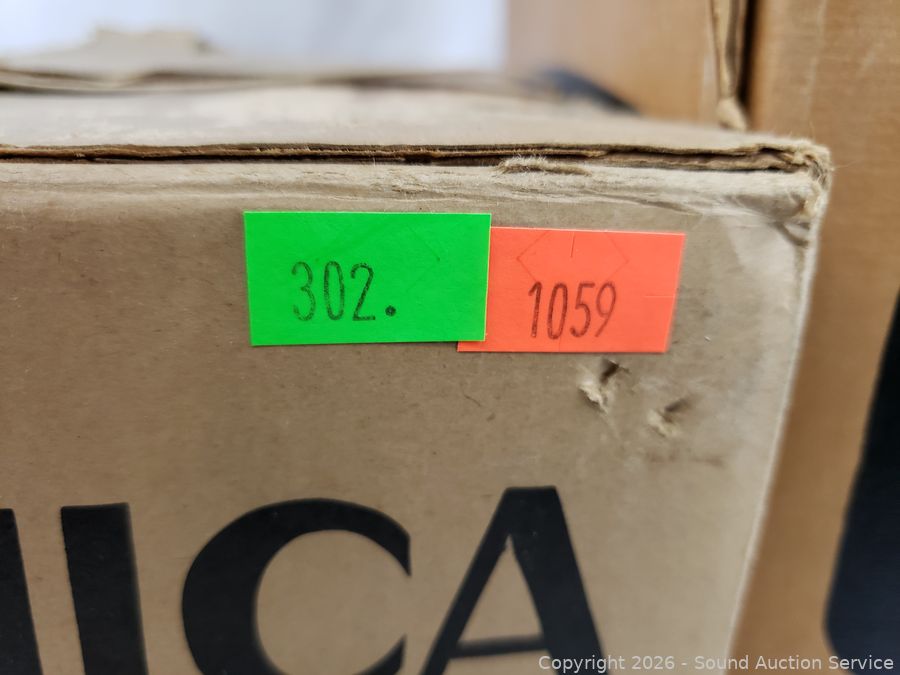 302.
1059
ICA
Copyright 2026 - Sound Auction Service